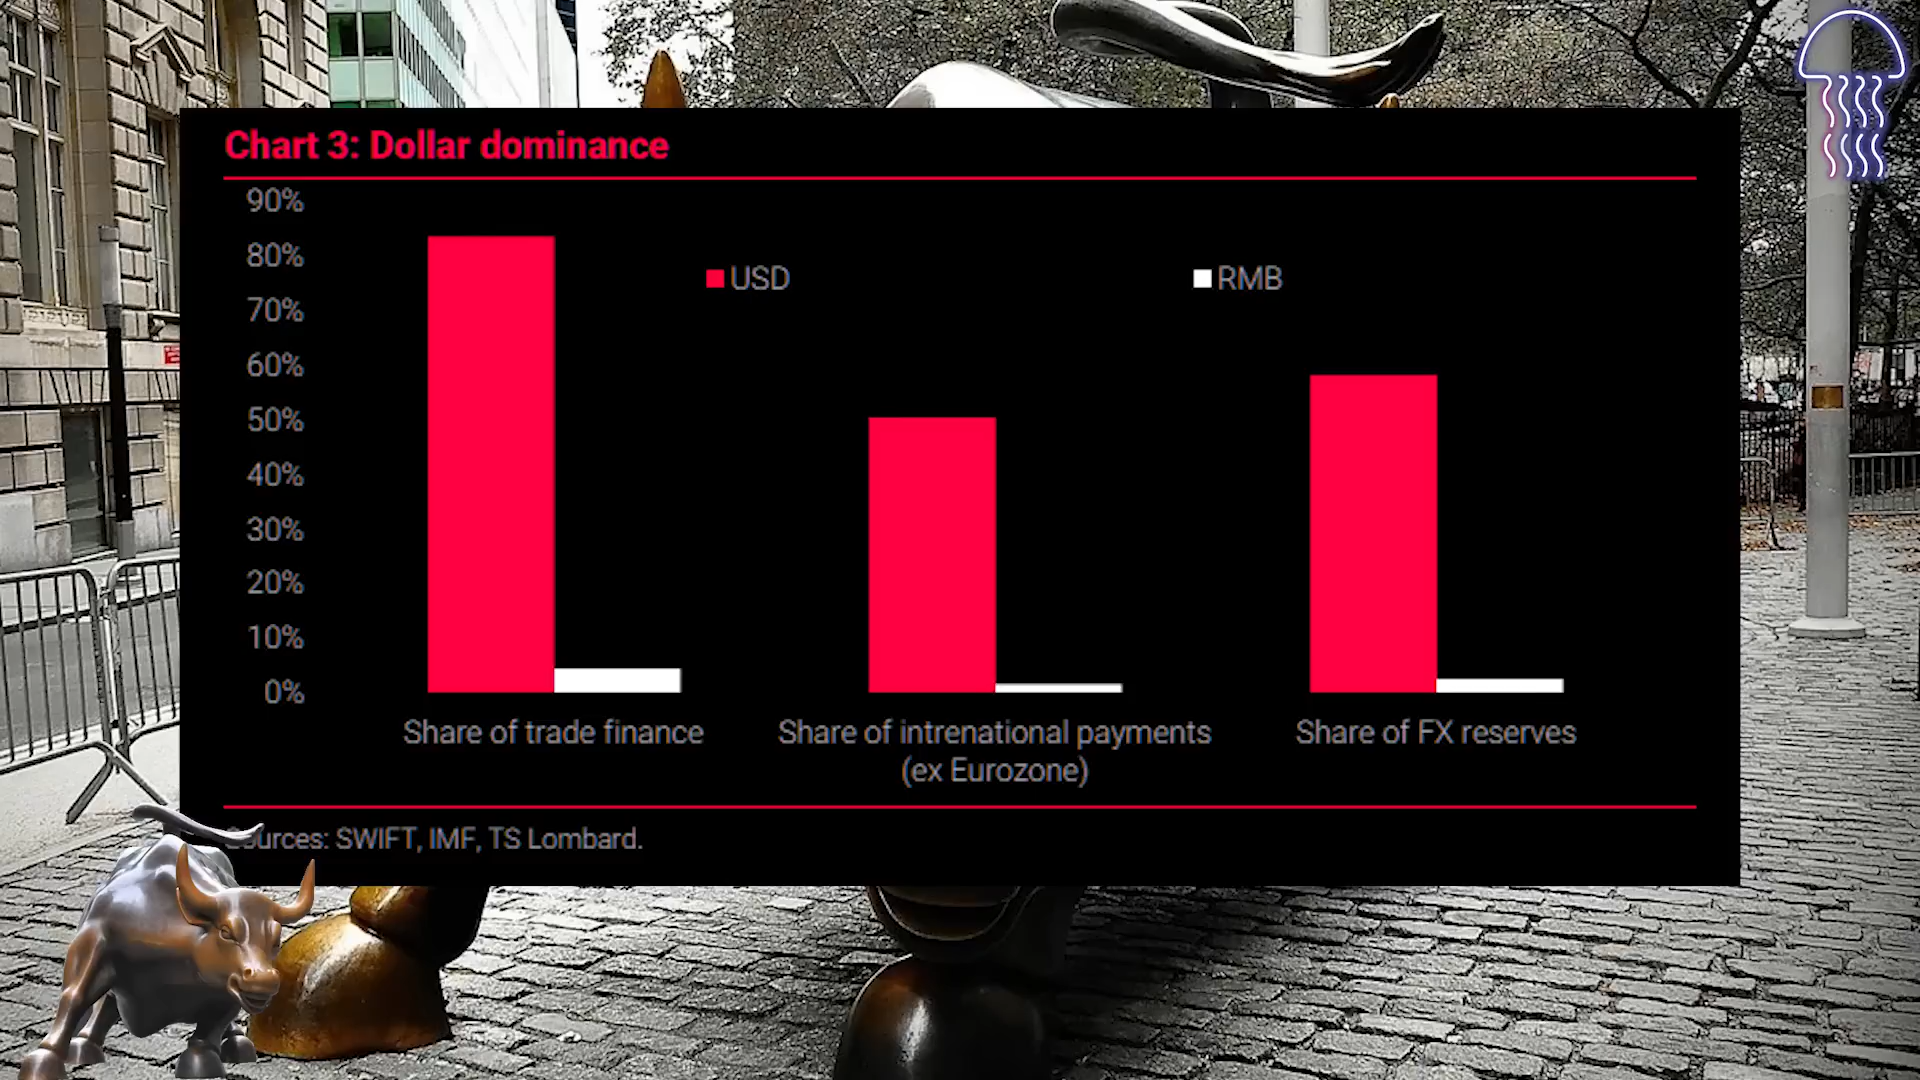 Chart 3: Dollar dominance
90%
80%
70%
60%
50%
40%
30%
20%
10%
0%
USD
RMB
Share of trade finance
Share of intrenational payments
(ex Eurozone)
Share of FX reserves
Sources: SWIFT, IMF, TS Lombard.